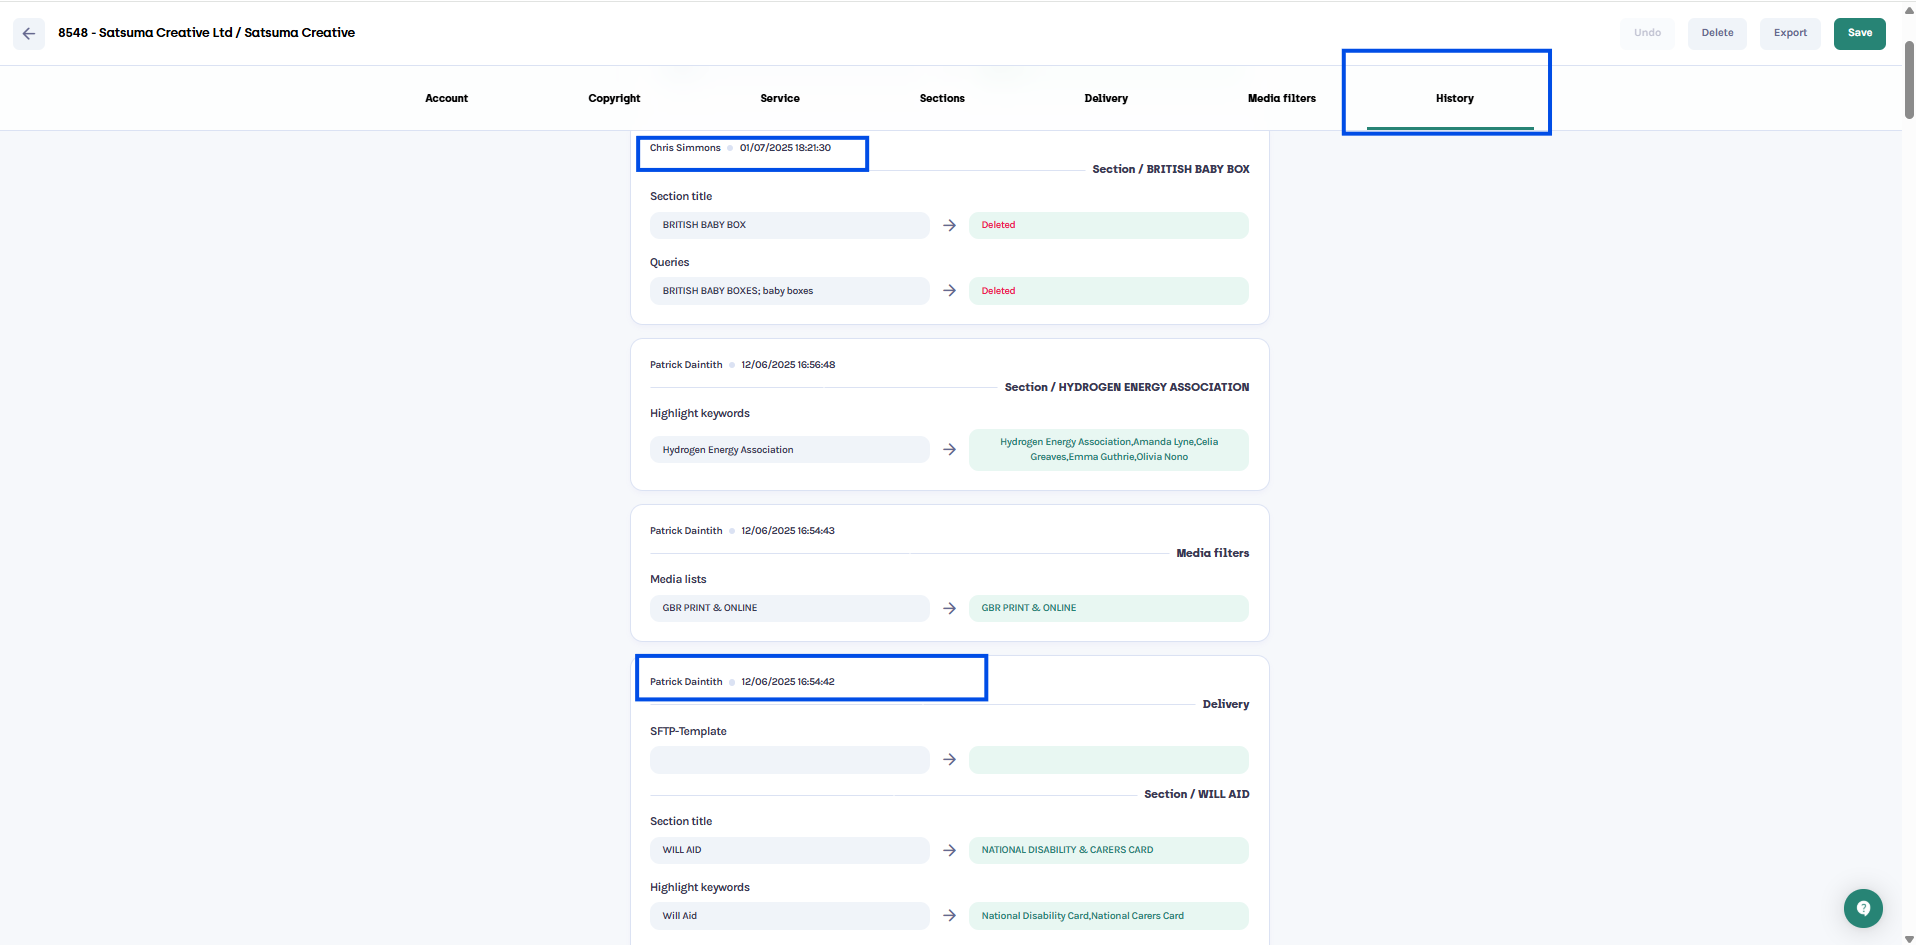 8548 - Satsuma Creative Ltd / Satsuma Creative
Undo
Delete
Export
Save
Account
Copyright
Service
Sections
Delivery
Media filters
History
Chris Simmons 01/07/2025 18:21:30
Section / BRITISH BABY BOX
Section title
BRITISH BABY BOX
Deleted
Queries
BRITISH BABY BOXES; baby boxes
Deleted
Patrick Daintith 12/06/2025 16:56:48
Section / HYDROGEN ENERGY ASSOCIATION
Highlight keywords
Hydrogen Energy Association
Hydrogen Energy Association,Amanda Lyne,Celia
Greaves,Emma Guthrie,Olivia Nono
Patrick Daintith 12/06/2025 16:54:43
Media filters
Media lists
GBR PRINT & ONLINE
GBR PRINT & ONLINE
Patrick Daintith 12/06/2025 16:54:42
Delivery
SFTP-Template
Section / WILL AID
Section title
WILL AID
NATIONAL DISABILITY & CARERS CARD
Highlight keywords
Will Aid
National Disability Card,National Carers Card